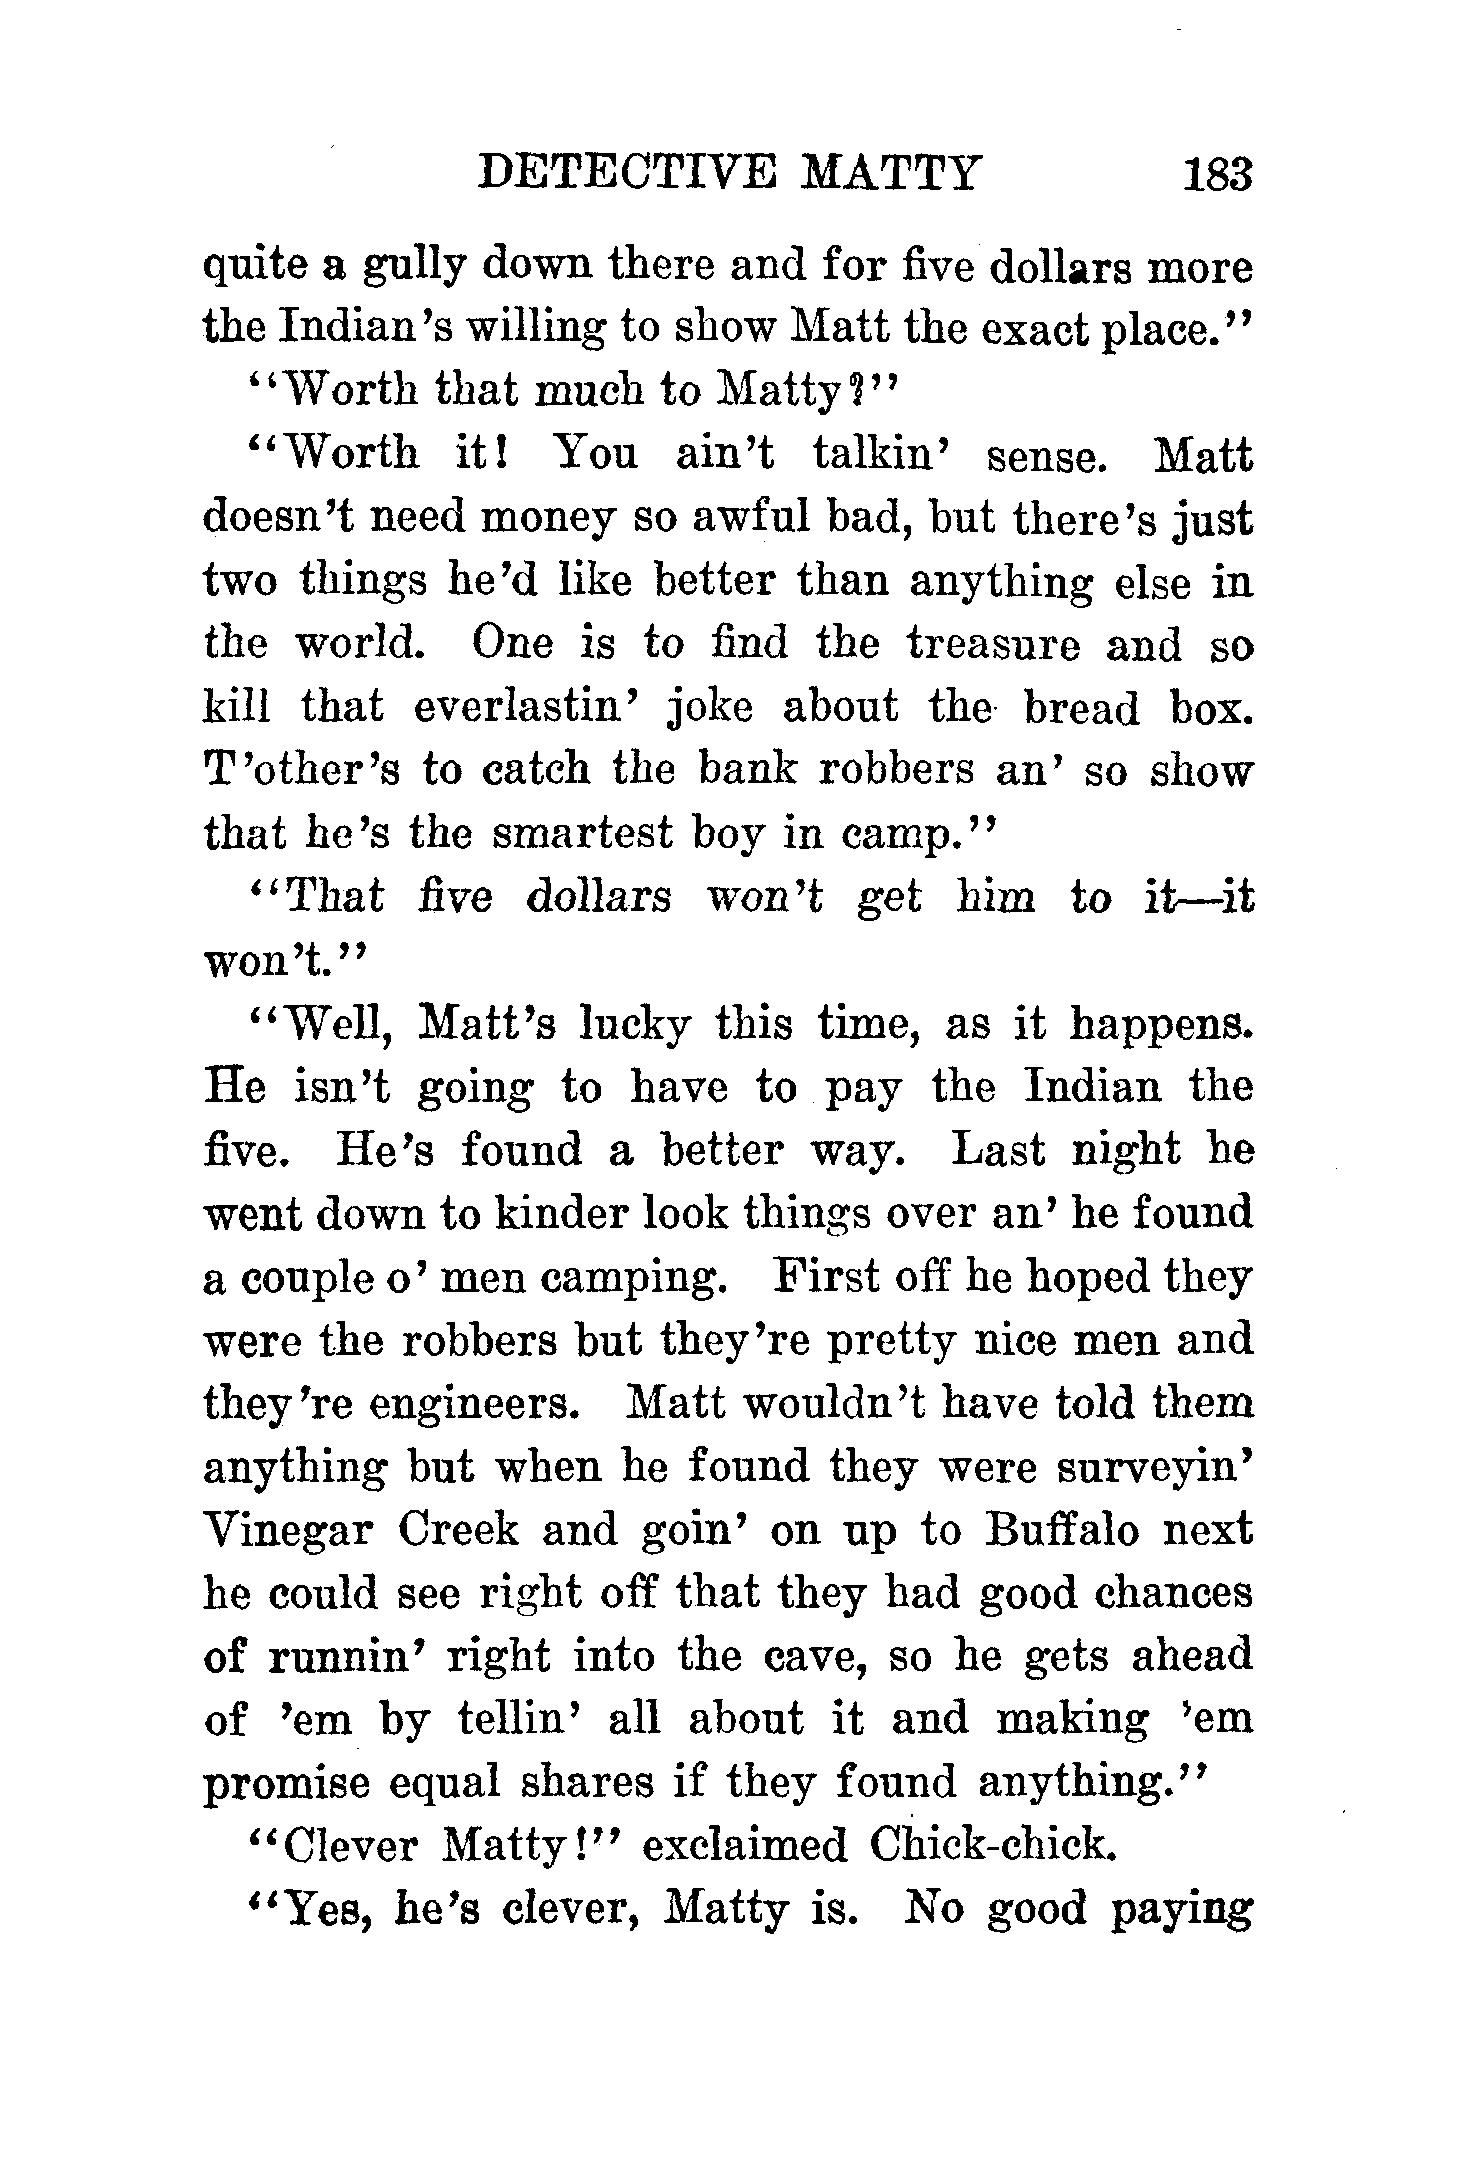 DETECTIVE MATTY 183
quite a gully down there and for five dollars more
the Indian's willing to show Matt the exact place."
"Worth that much to Matty?"
"Worth it! You ain't talkin' sense. Matt
doesn't need money so awful bad, but there's just
two things he'd like better than anything else in
the world. One is to find the treasure and so
kill that everlastin' joke about the bread box.
T'other's to catch the bank robbers an' so show
that he's the smartest boy in camp."
"That five dollars won't get him to it—it
won't."
"Well, Matt's lucky this time, as it happens.
He isn't going to have to pay the Indian the
five. He's found a better way. Last night he
went down to kinder look things over an' he found
a couple o' men camping. First off he hoped they
were the robbers but they're pretty nice men and
they're engineers. Matt wouldn't have told them
anything but when he found they were surveyin'
Vinegar Creek and goin' on up to Buffalo next
he could see right off that they had good chances
of runnin' right into the cave, so he gets ahead
of 'em by tellin' all about it and making 'em
promise equal shares if they found anything."
"Clever Matty!" exclaimed Chick-chick.
"Yes, he's clever, Matty is. No good paying